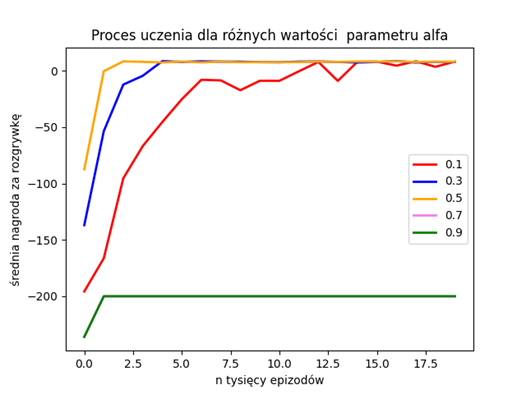 Proces uczenia dla różnych wartości  parametru alfa
średnia nagroda za rozgrywkę
0
−50
−100
−150
−200
0.1
0.3
0.5
0.7
0.9
0.0 2.5 5.0 7.5 10.0 12.5 15.0 17.5
n tysięcy epizodów